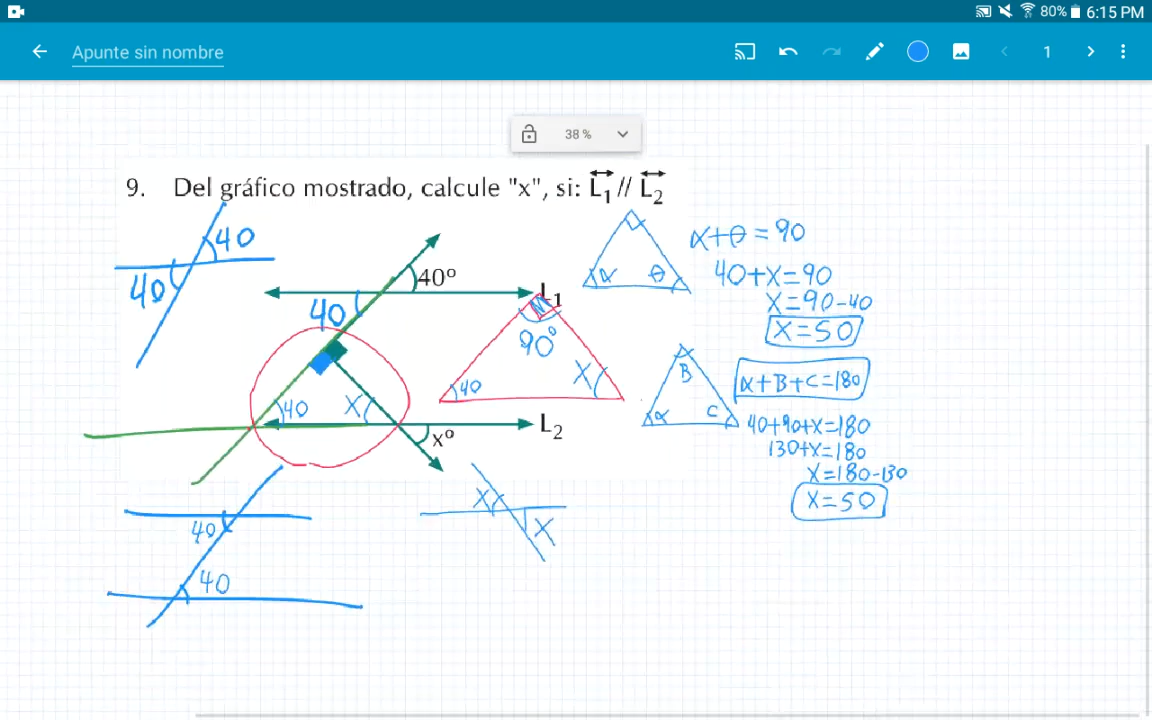 80% 6:15 PM
Apunte sin nombre
1
38 %
9. Del gráfico mostrado, calcule "x", si: L1 // L2
40
40
40°
L1
40
90°
40
X
40
X
L2
x°
α θ
α+θ=90
40+X=90
X=90-40
X=50
B
α C
α+B+C=180
40+90+X=180
130+X=180
X=180-130
X=50
40
40
X
X